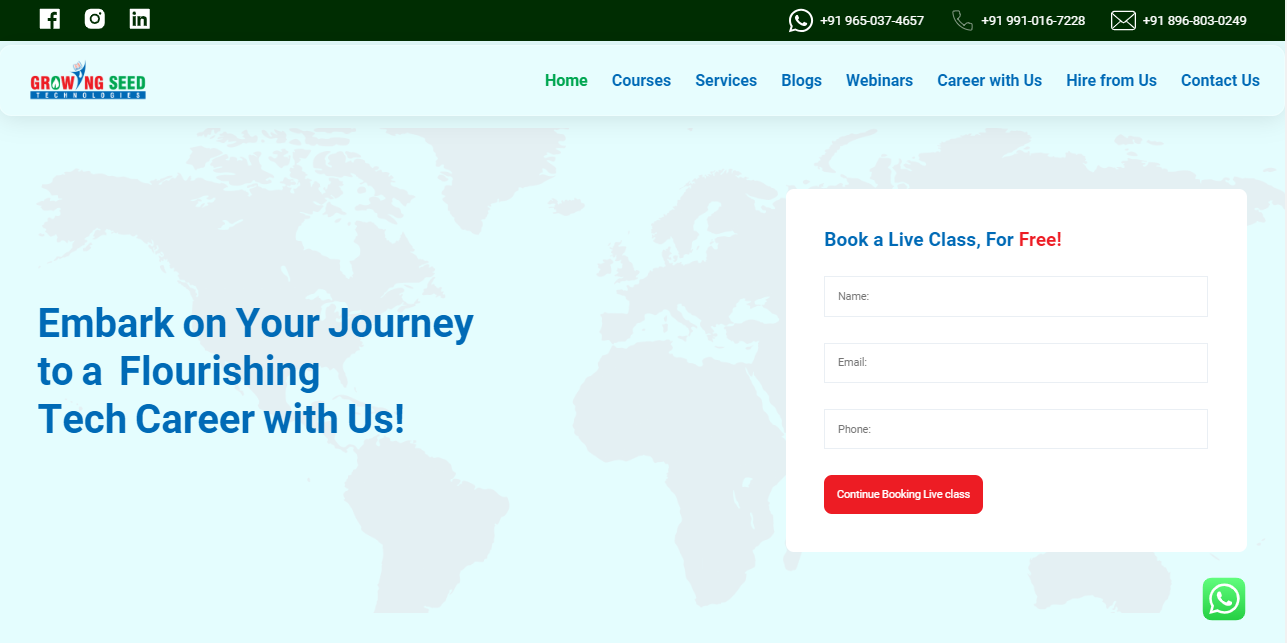 +91 965-037-4657 +91 991-016-7228 +91 896-803-0249
GROWING SEED
TECHNOLOGIES
Home Courses Services Blogs Webinars Career with Us Hire from Us Contact Us
Embark on Your Journey
to a Flourishing
Tech Career with Us!
Book a Live Class, For Free!
Name:
Email:
Phone:
Continue Booking Live class